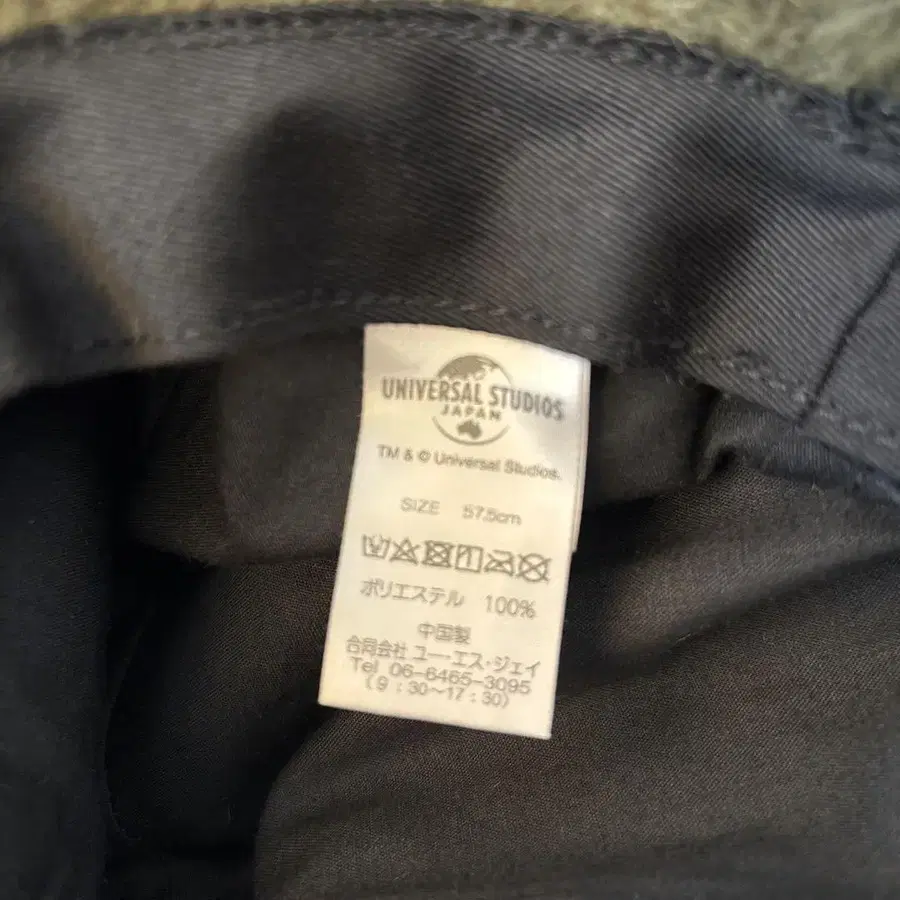 UNIVERSAL STUDIOS
JAPAN
TM & © Universal Studios.
SIZE 57.5cm
ポリエステル 100%
中国製
合同会社 ユー・エス・ジェイ
Tel 06-6465-3095
(9:30～17:30)